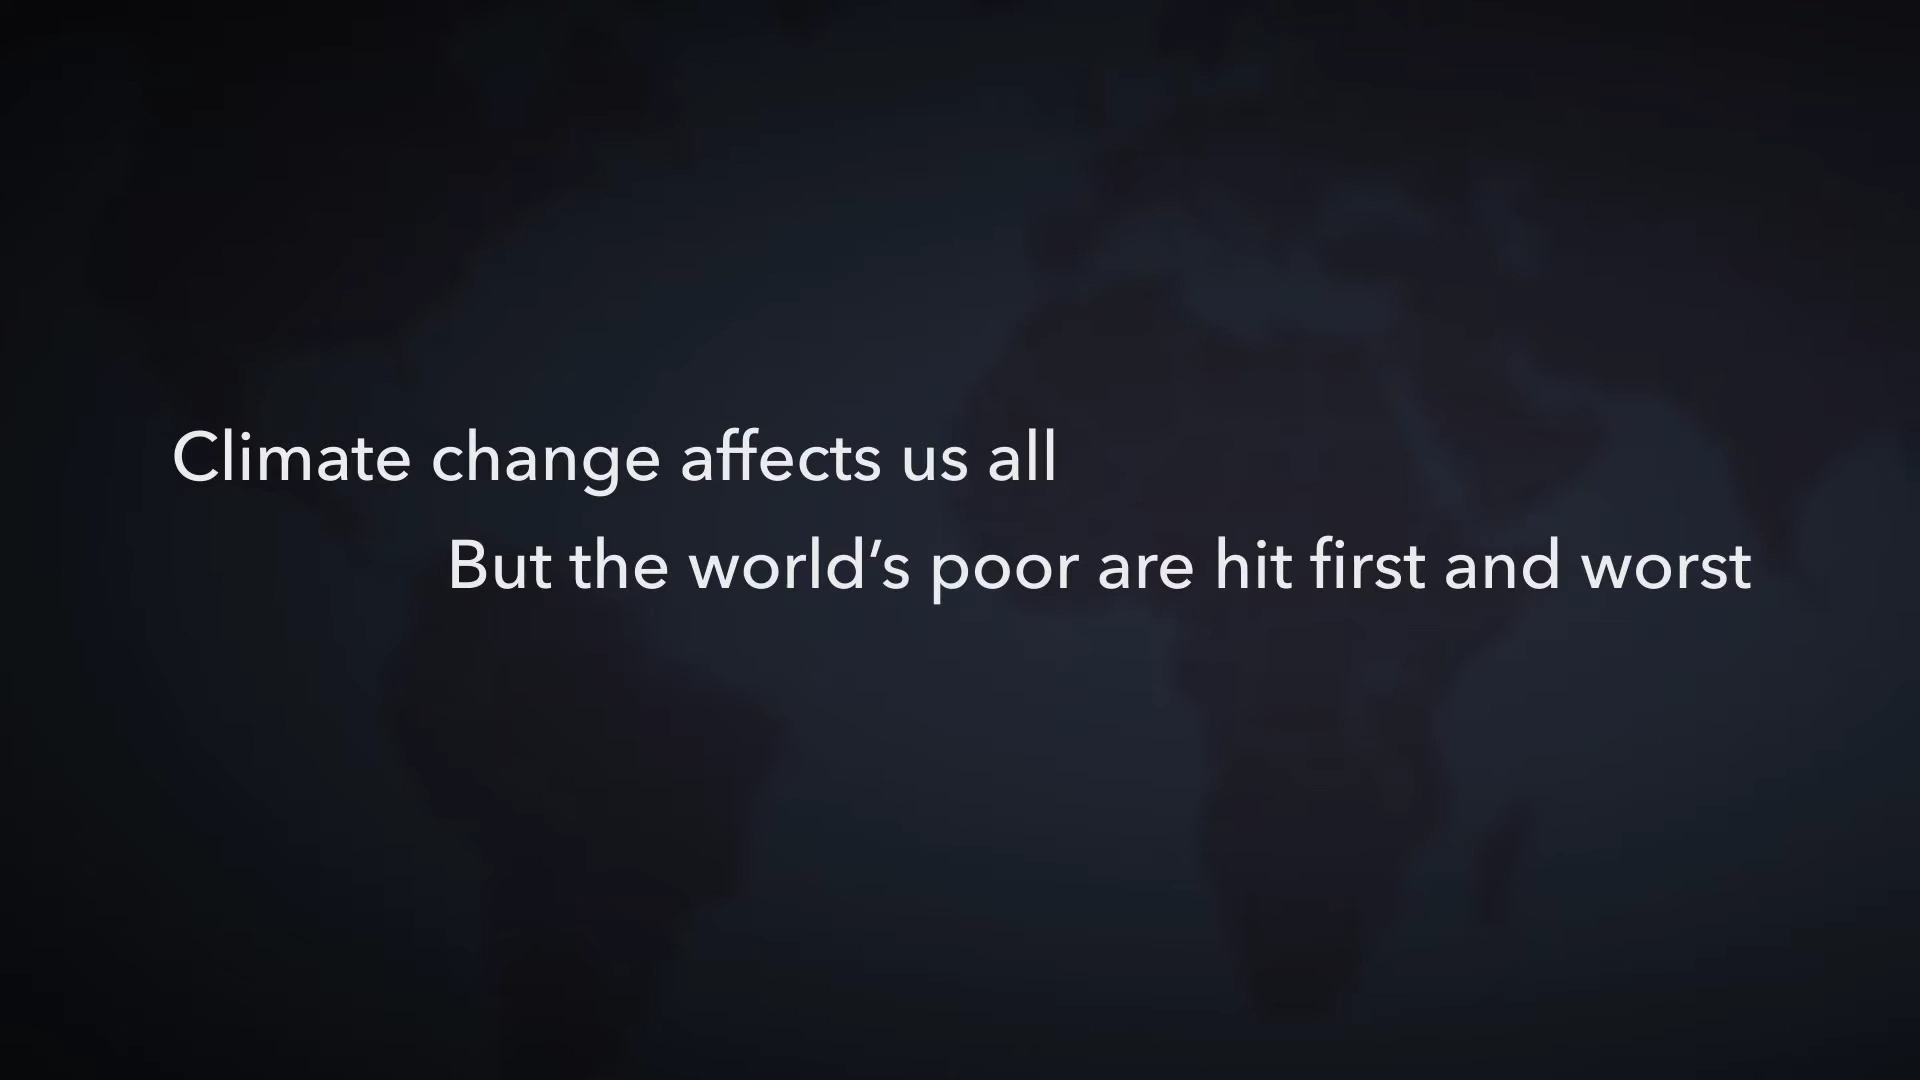 Climate change affects us all
But the world’s poor are hit first and worst